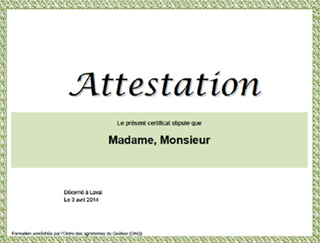 Attestation
Le présent certificat stipule que
Madame, Monsieur
Décerné à Laval
Le 3 avril 2014
Formation accréditée par l'Ordre des agronomes du Québec (OAQ)